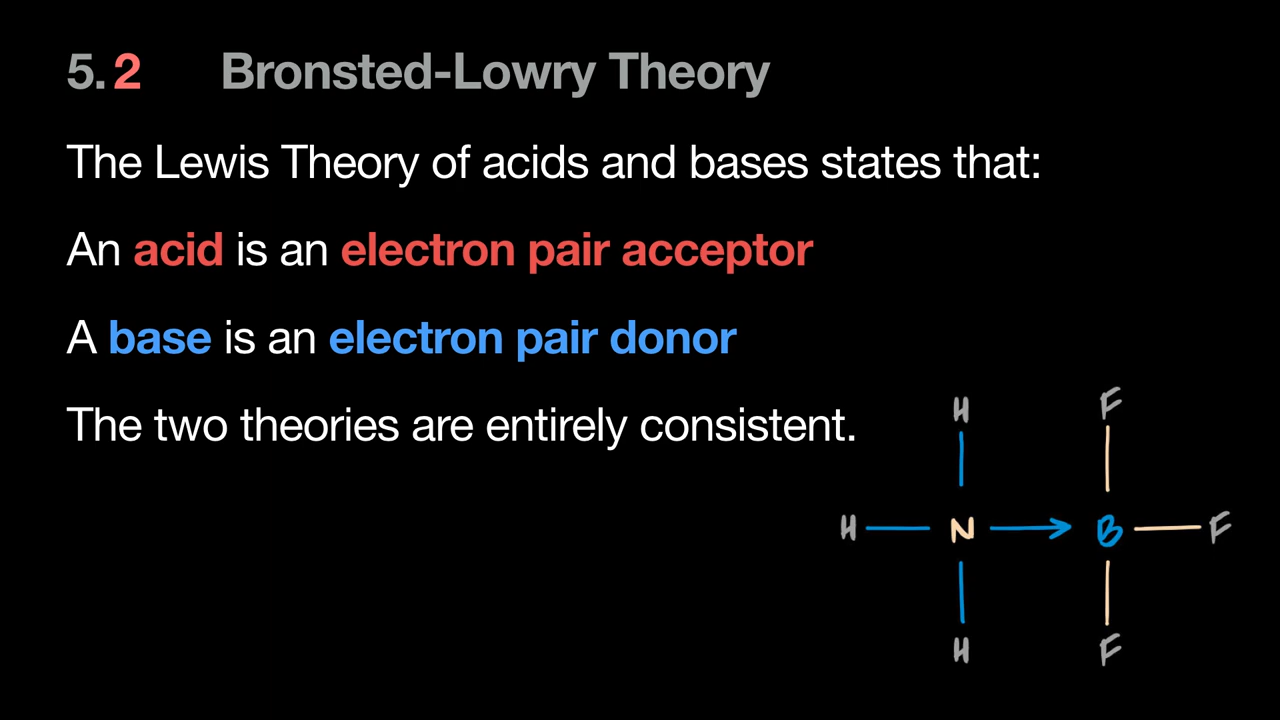 5.2 Bronsted-Lowry Theory
The Lewis Theory of acids and bases states that:
An acid is an electron pair acceptor
A base is an electron pair donor
The two theories are entirely consistent.
H F
H N B F
H F